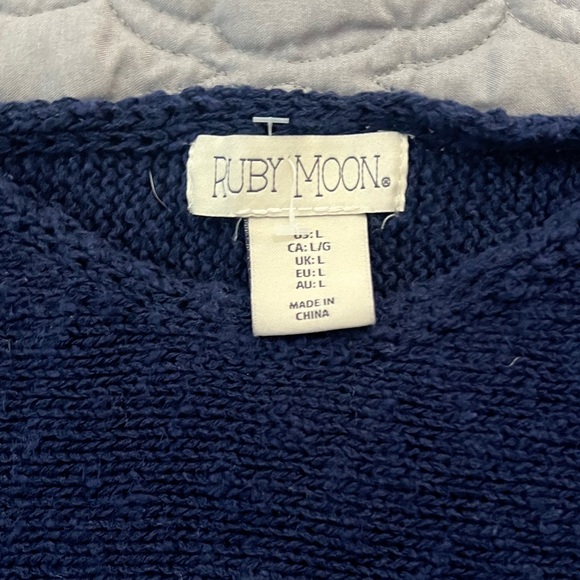 RUBY MOON®
US: L
CA: L/G
UK: L
EU: L
AU: L
MADE IN
CHINA